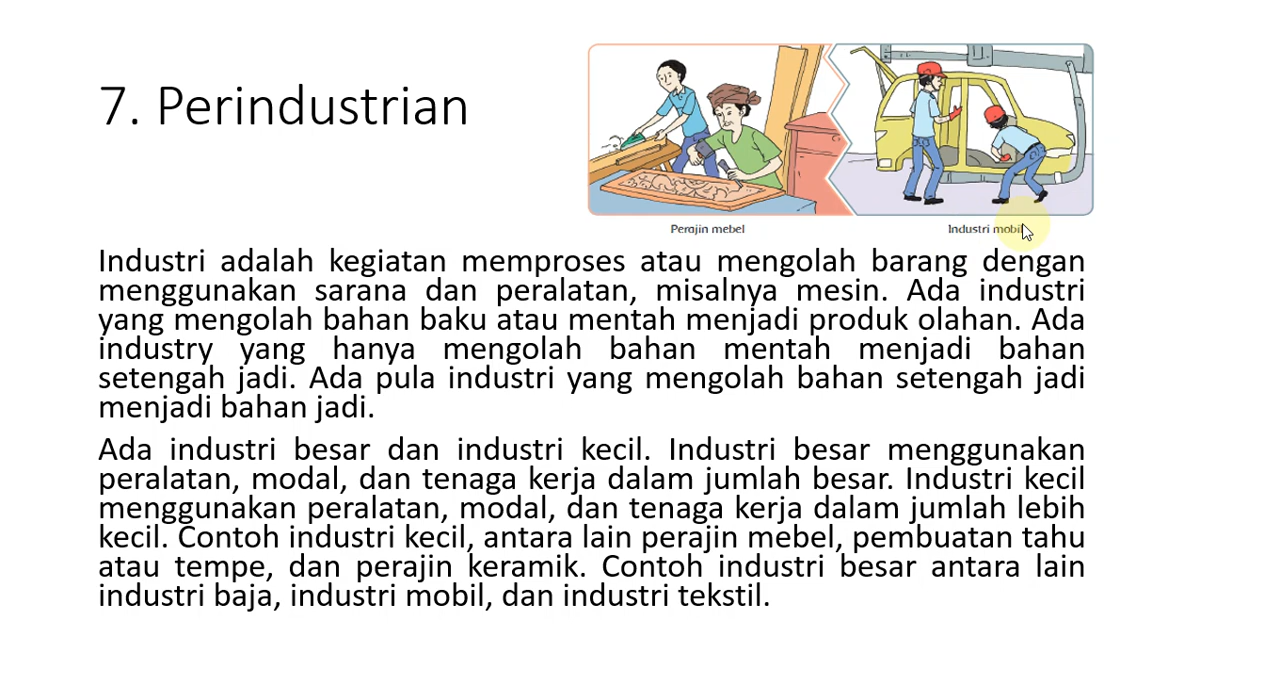 7. Perindustrian
Perajin mebel
Industri mobil
Industri adalah kegiatan memproses atau mengolah barang dengan
menggunakan sarana dan peralatan, misalnya mesin. Ada industri
yang mengolah bahan baku atau mentah menjadi produk olahan. Ada
industry yang hanya mengolah bahan mentah menjadi bahan
setengah jadi. Ada pula industri yang mengolah bahan setengah jadi
menjadi bahan jadi.
Ada industri besar dan industri kecil. Industri besar menggunakan
peralatan, modal, dan tenaga kerja dalam jumlah besar. Industri kecil
menggunakan peralatan, modal, dan tenaga kerja dalam jumlah lebih
kecil. Contoh industri kecil, antara lain perajin mebel, pembuatan tahu
atau tempe, dan perajin keramik. Contoh industri besar antara lain
industri baja, industri mobil, dan industri tekstil.